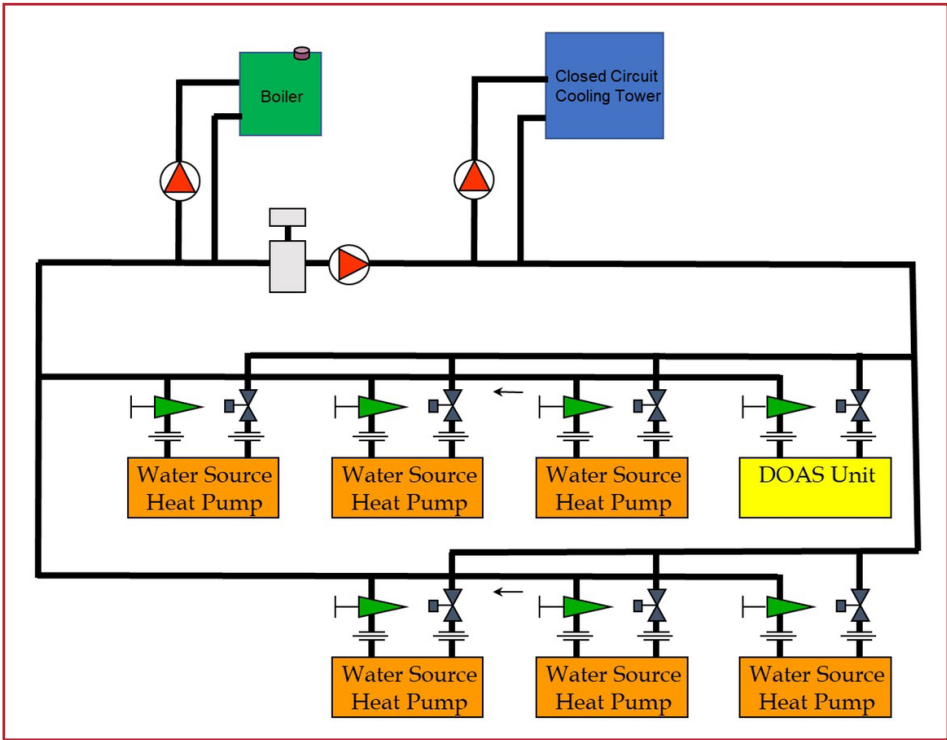 Boiler
Closed Circuit
Cooling Tower
Water Source
Heat Pump
Water Source
Heat Pump
Water Source
Heat Pump
DOAS Unit
Water Source
Heat Pump
Water Source
Heat Pump
Water Source
Heat Pump